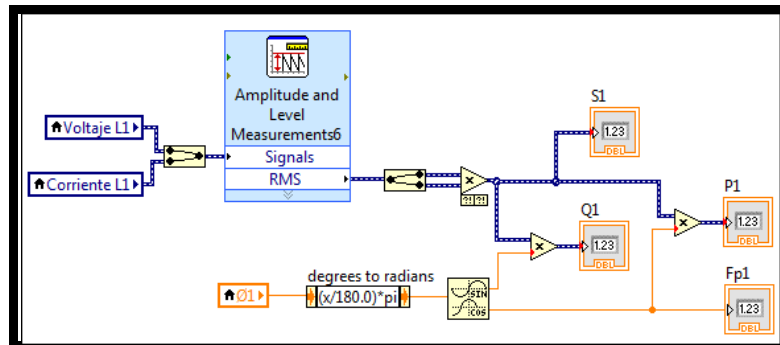 Amplitude and
Level
Measurements6
Signals
RMS
Voltaje L1
Corriente L1
S1
1.23
DBL
P1
1.23
DBL
Q1
1.23
DBL
Fp1
1.23
DBL
degrees to radians
Ø1
(x/180.0)*pi
SIN
COS
?! ?!